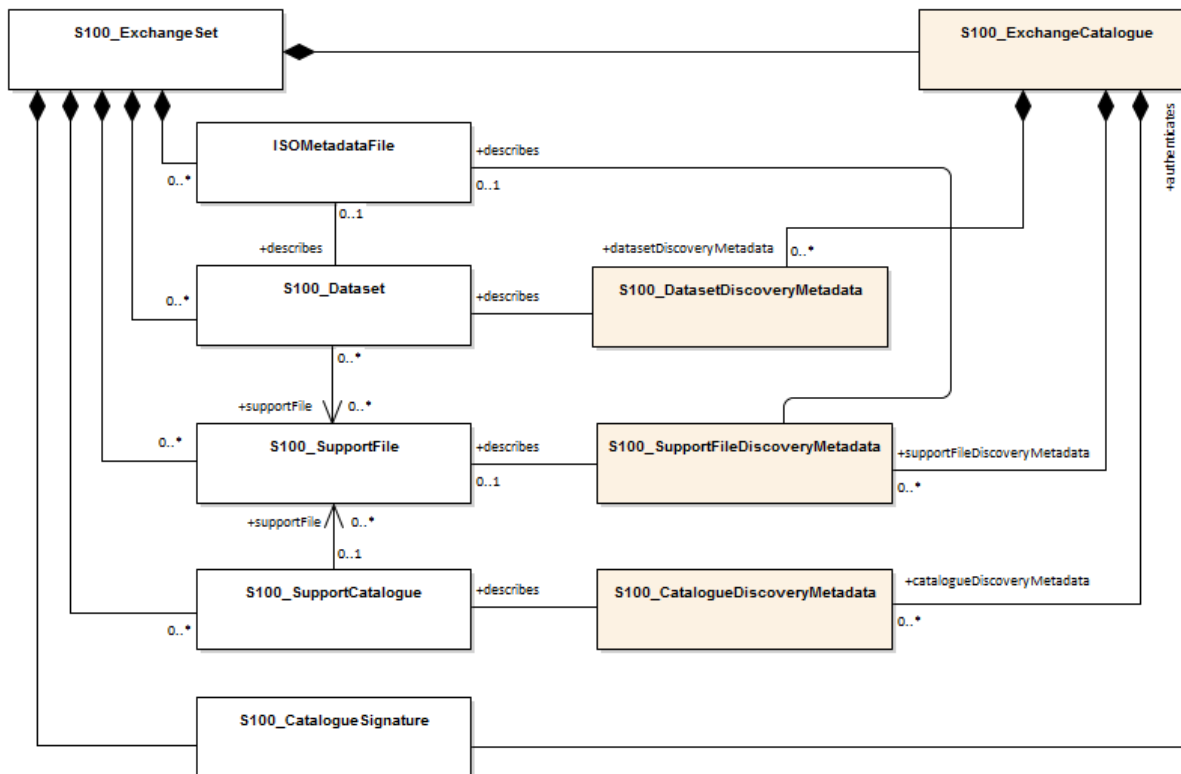 S100_ExchangeSet
S100_ExchangeCatalogue
+authenticates
ISOMetadataFile
+describes
0..*
0..1
0..1
+describes
+datasetDiscoveryMetadata
0..*
S100_Dataset
+describes
S100_DatasetDiscoveryMetadata
0..*
0..*
+supportFile
0..*
S100_SupportFile
+describes
S100_SupportFileDiscoveryMetadata
+supportFileDiscoveryMetadata
0..*
0..1
0..*
+supportFile
0..*
0..1
S100_SupportCatalogue
+describes
S100_CatalogueDiscoveryMetadata
+catalogueDiscoveryMetadata
0..*
0..*
S100_CatalogueSignature